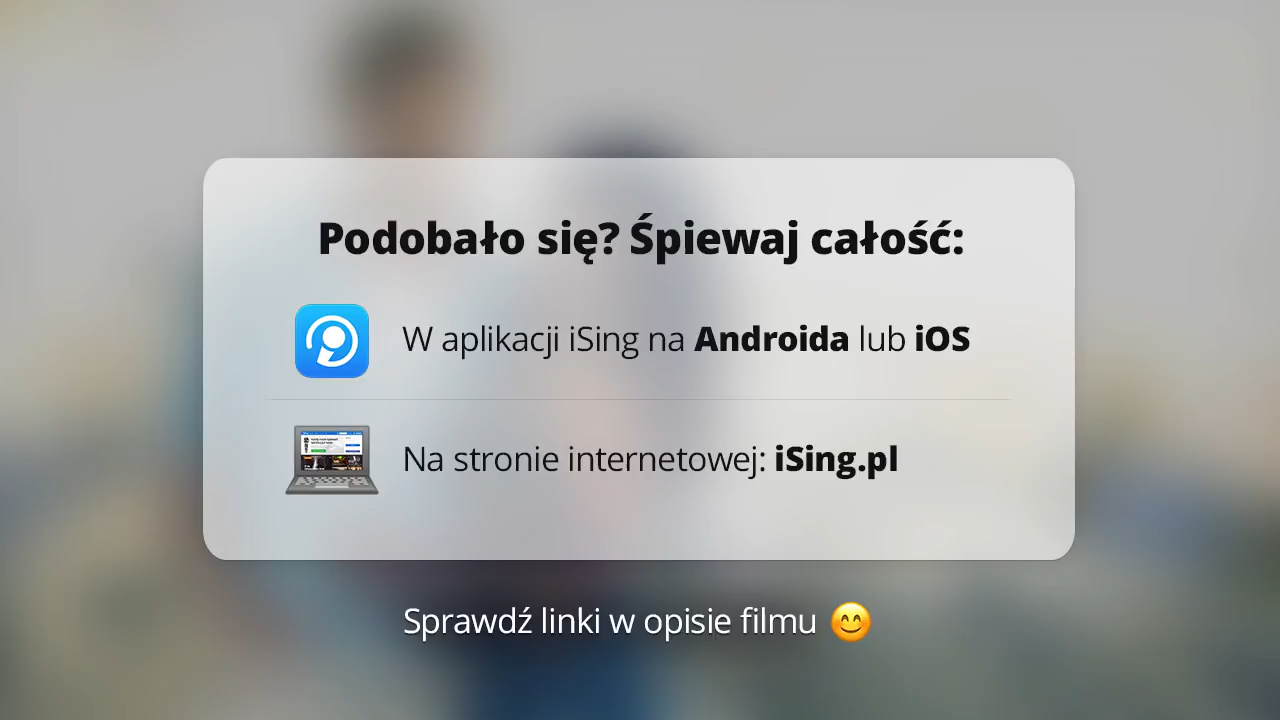 Podobało się? Śpiewaj całość:
W aplikacji iSing na Androida lub iOS
Na stronie internetowej: iSing.pl
Sprawdź linki w opisie filmu 😊